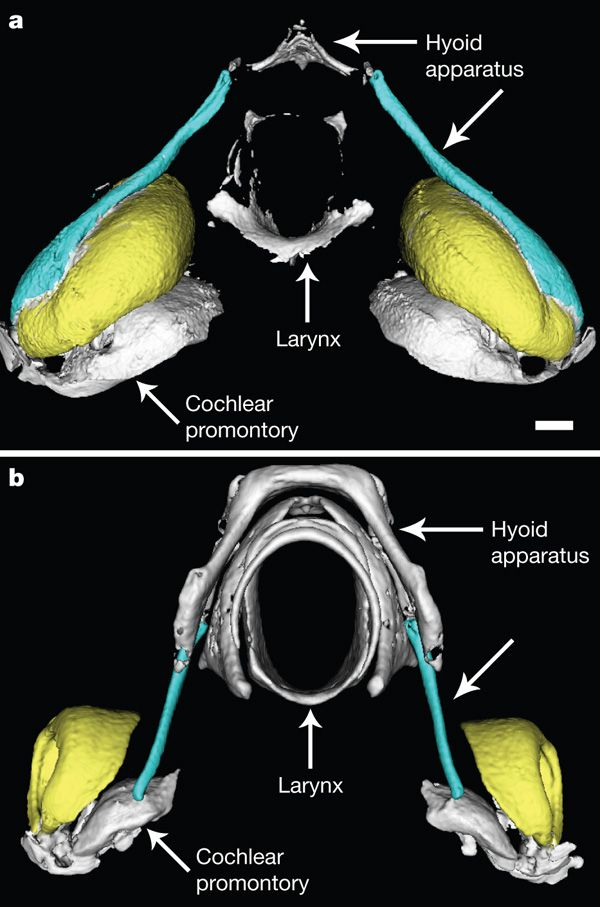 a
Hyoid
apparatus
Larynx
Cochlear
promontory
b
Hyoid
apparatus
Larynx
Cochlear
promontory